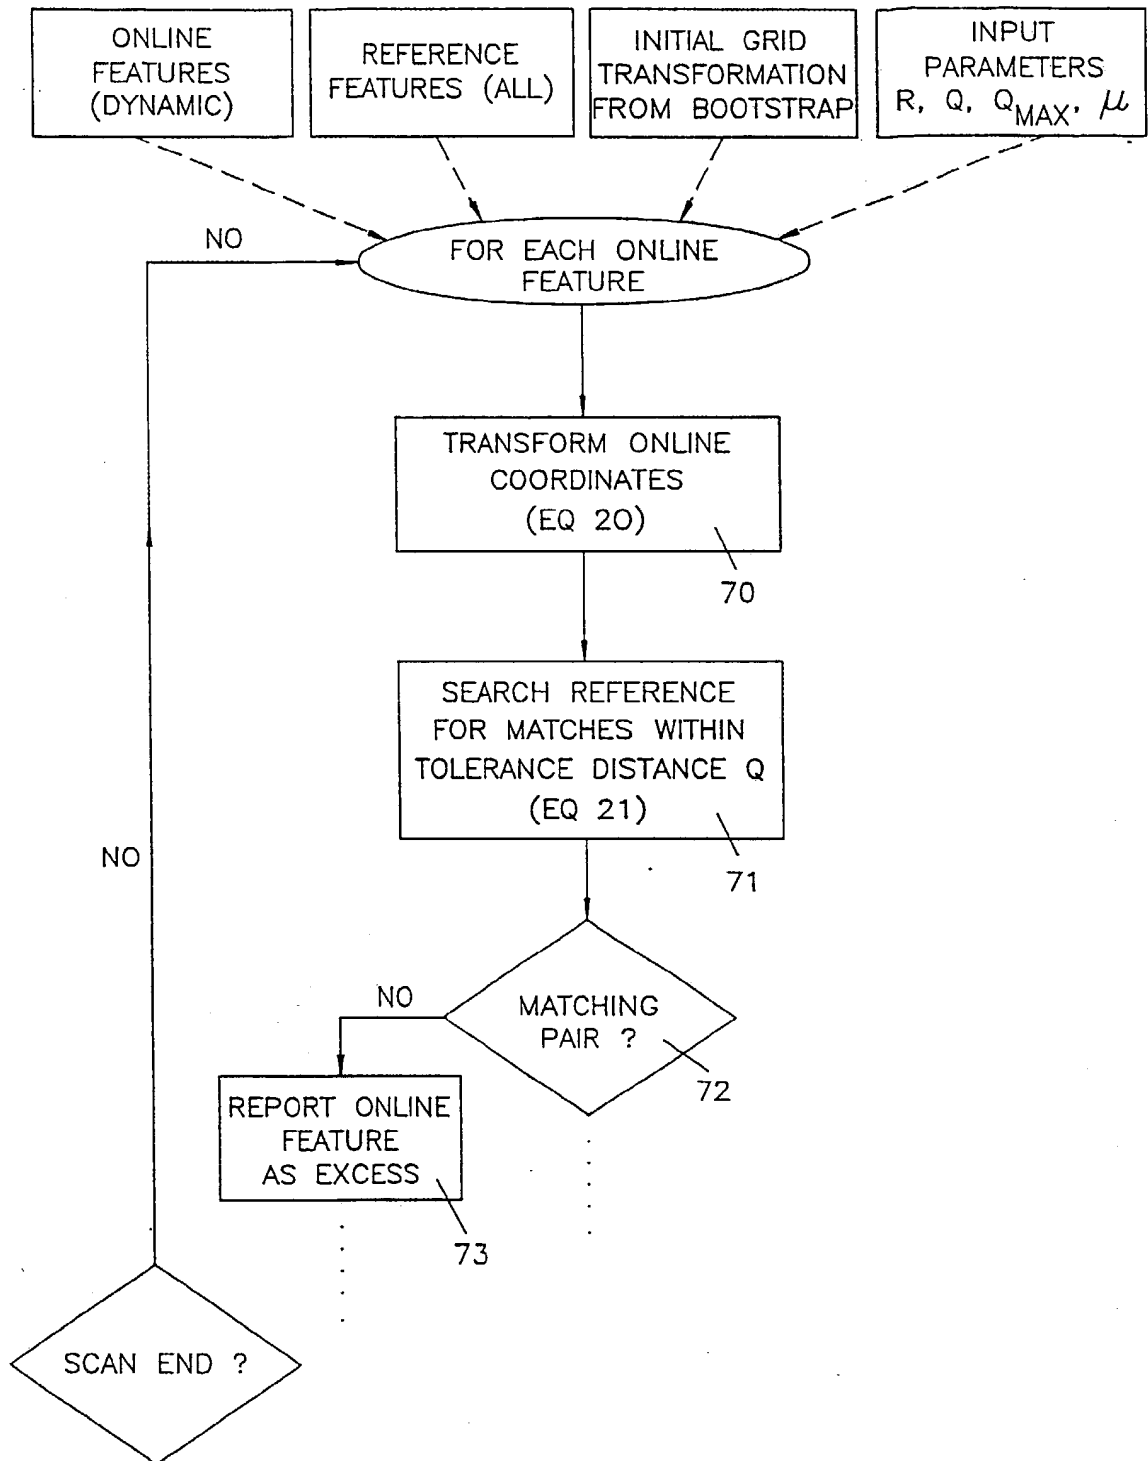 ONLINE
FEATURES
(DYNAMIC)
REFERENCE
FEATURES (ALL)
INITIAL GRID
TRANSFORMATION
FROM BOOTSTRAP
INPUT
PARAMETERS
R, Q, QMAX, μ
NO
FOR EACH ONLINE
FEATURE
TRANSFORM ONLINE
COORDINATES
(EQ 20)
70
SEARCH REFERENCE
FOR MATCHES WITHIN
TOLERANCE DISTANCE Q
(EQ 21)
71
NO
NO
MATCHING
PAIR ?
72
REPORT ONLINE
FEATURE
AS EXCESS
73
SCAN END ?